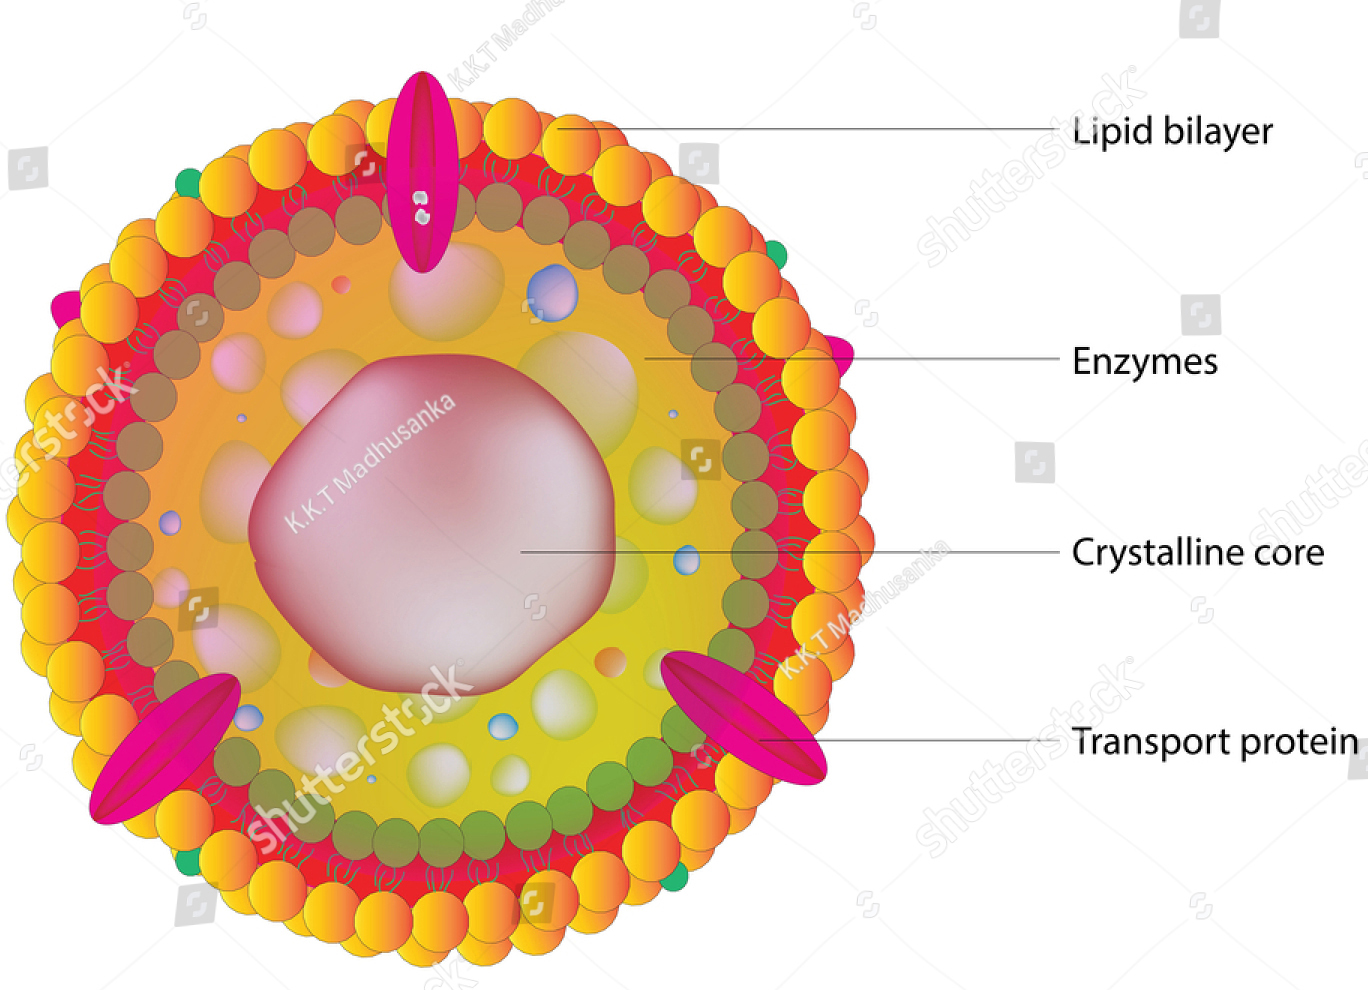 K.K.T Madhusanka
Lipid bilayer
shutterstock
Enzymes
shutterstock
K.K.T Madhusanka
shutterstock
Crystalline core
K.K.T Madhusanka
shutterstock
shutterstock
Transport protein